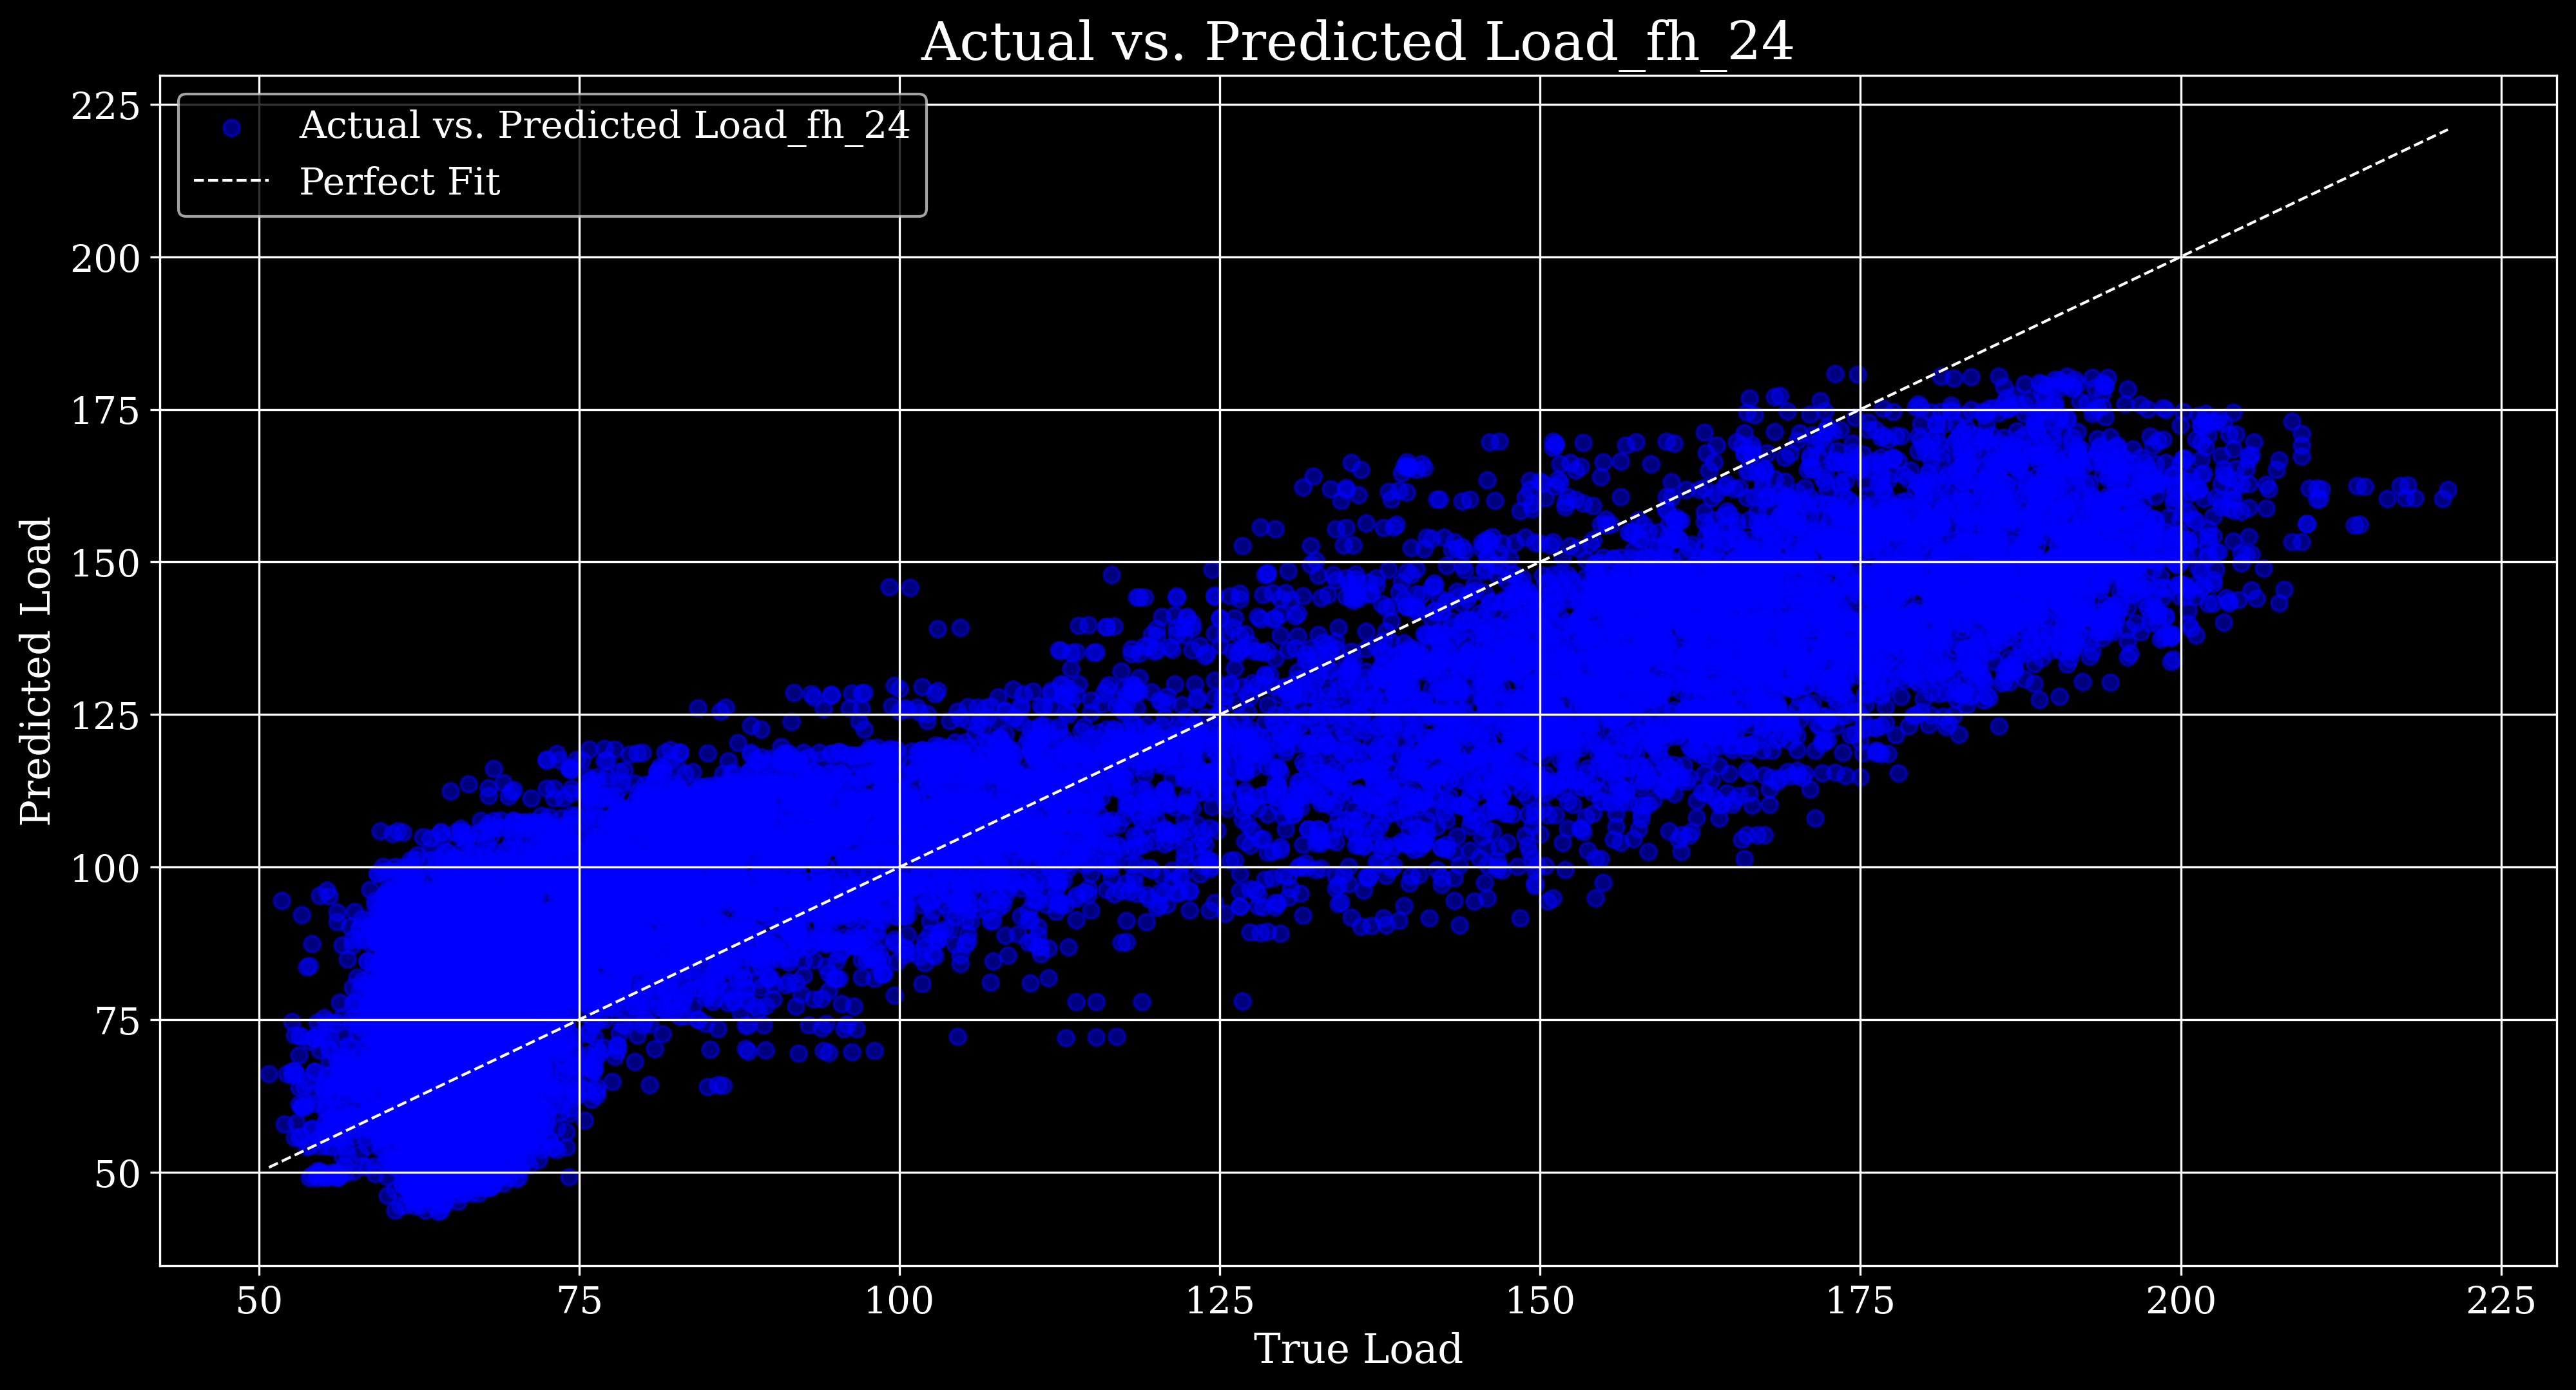 Actual vs. Predicted Load_fh_24
Actual vs. Predicted Load_fh_24
Perfect Fit
225
200
175
150
125
100
75
50
Predicted Load
50 75 100 125 150 175 200 225
True Load